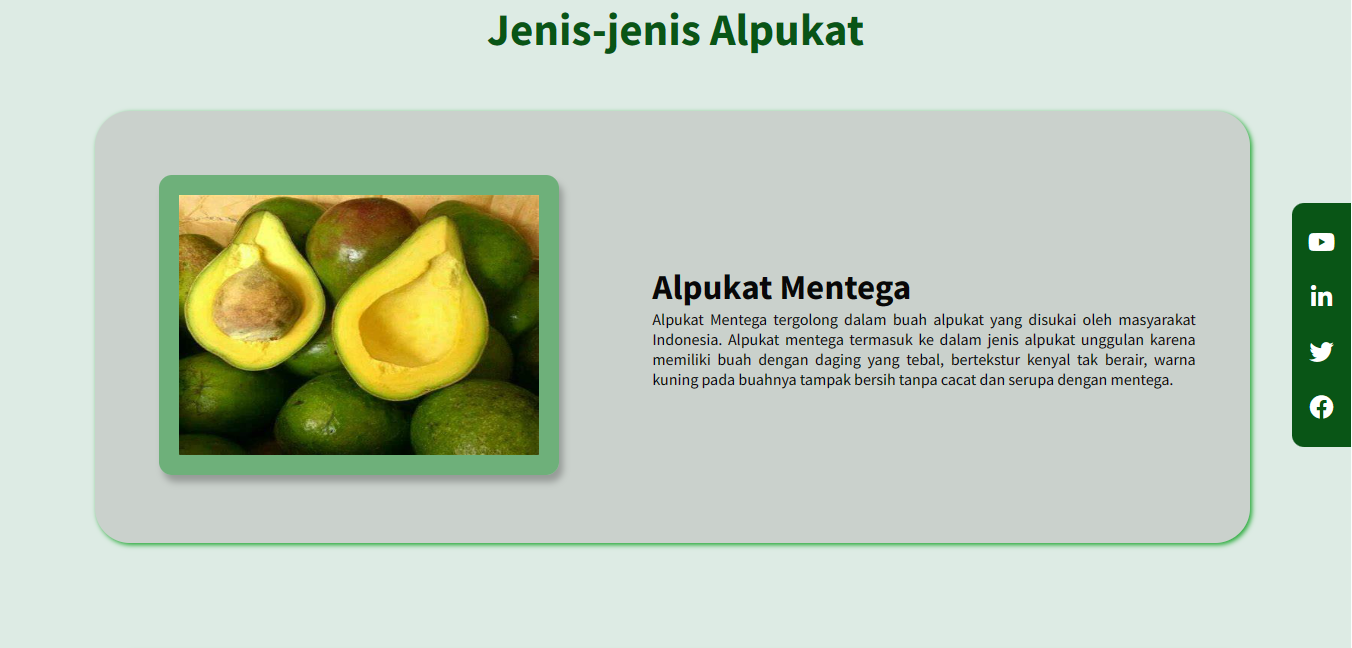 Jenis-jenis Alpukat
Alpukat Mentega
Alpukat Mentega tergolong dalam buah alpukat yang disukai oleh masyarakat
Indonesia. Alpukat mentega termasuk ke dalam jenis alpukat unggulan karena
memiliki buah dengan daging yang tebal, bertekstur kenyal tak berair, warna
kuning pada buahnya tampak bersih tanpa cacat dan serupa dengan mentega.